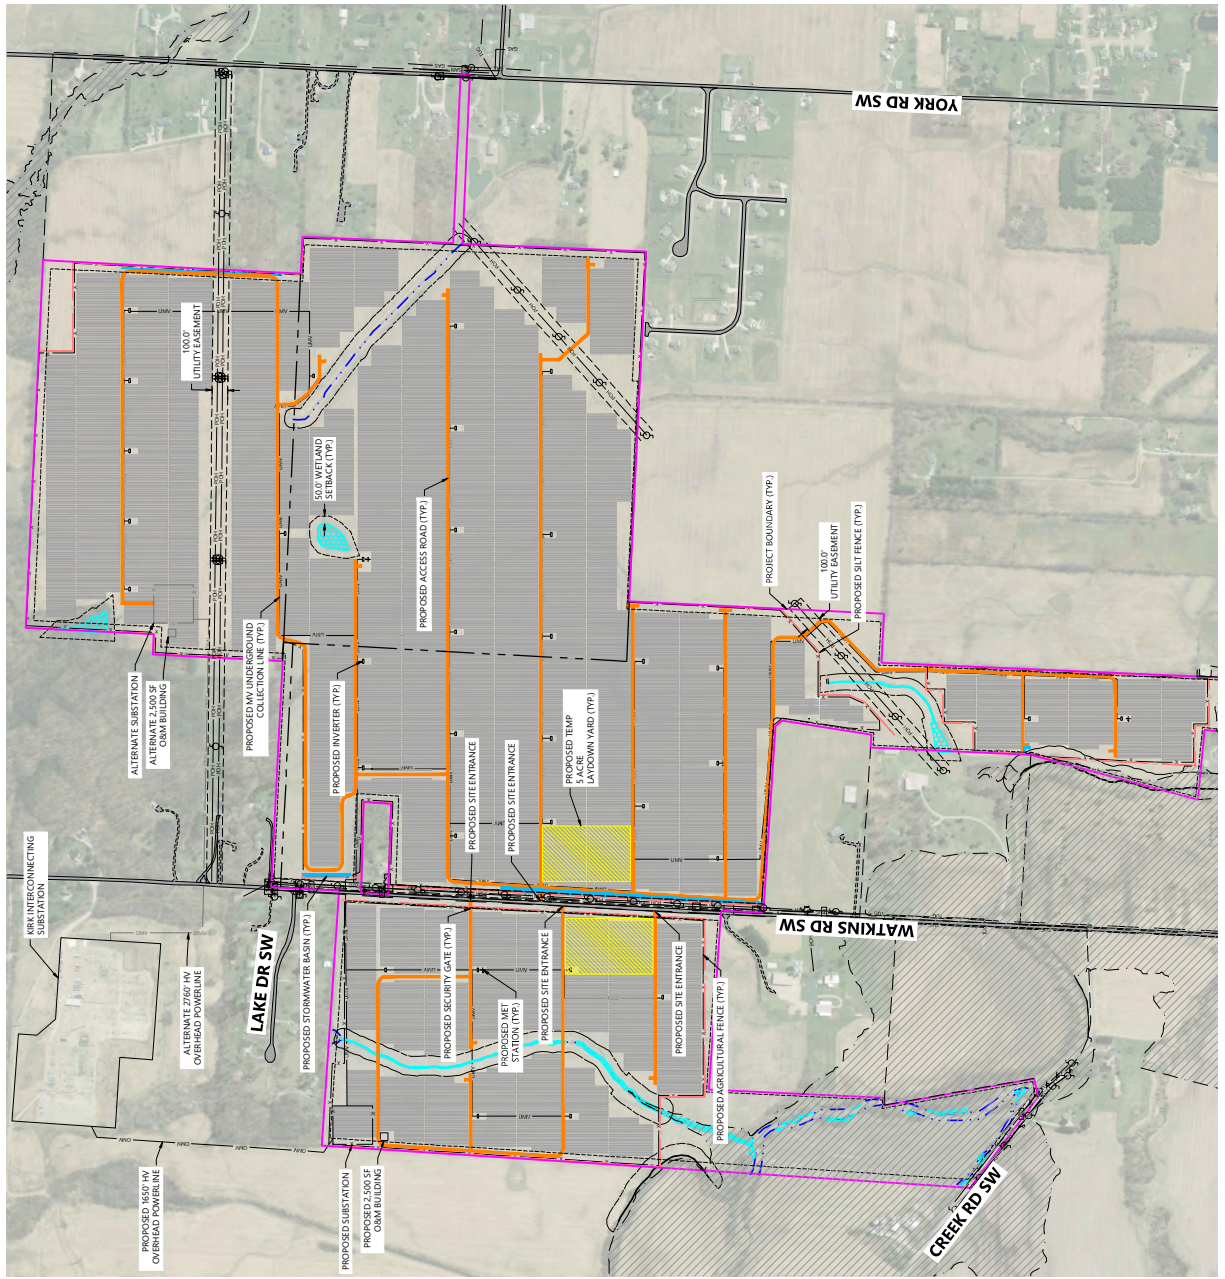 YORK RD SW
GAS
GAS
100.0'
UTILITY EASEMENT
50.0' WETLAND
SETBACK (TYP.)
PROPOSED ACCESS ROAD (TYP.)
PROJECT BOUNDARY (TYP.)
100.0'
UTILITY EASEMENT
PROPOSED SILT FENCE (TYP.)
ALTERNATE SUBSTATION
ALTERNATE 2,500 SF
O&M BUILDING
PROPOSED MV UNDERGROUND
COLLECTION LINE (TYP.)
PROPOSED INVERTER (TYP.)
PROPOSED SITE ENTRANCE
PROPOSED SITE ENTRANCE
PROPOSED TEMP
5 ACRE
LAYDOWN YARD (TYP.)
KIRK INTERCONNECTING
SUBSTATION
ALTERNATE 2760' HV
OVERHEAD POWERLINE
LAKE DR SW
PROPOSED STORMWATER BASIN (TYP.)
WATKINS RD SW
PROPOSED SECURITY GATE (TYP.)
PROPOSED MET
STATION (TYP.)
PROPOSED SITE ENTRANCE
PROPOSED SITE ENTRANCE
PROPOSED AGRICULTURAL FENCE (TYP.)
PROPOSED 1650' HV
OVERHEAD POWERLINE
PROPOSED SUBSTATION
PROPOSED 2,500 SF
O&M BUILDING
CREEK RD SW